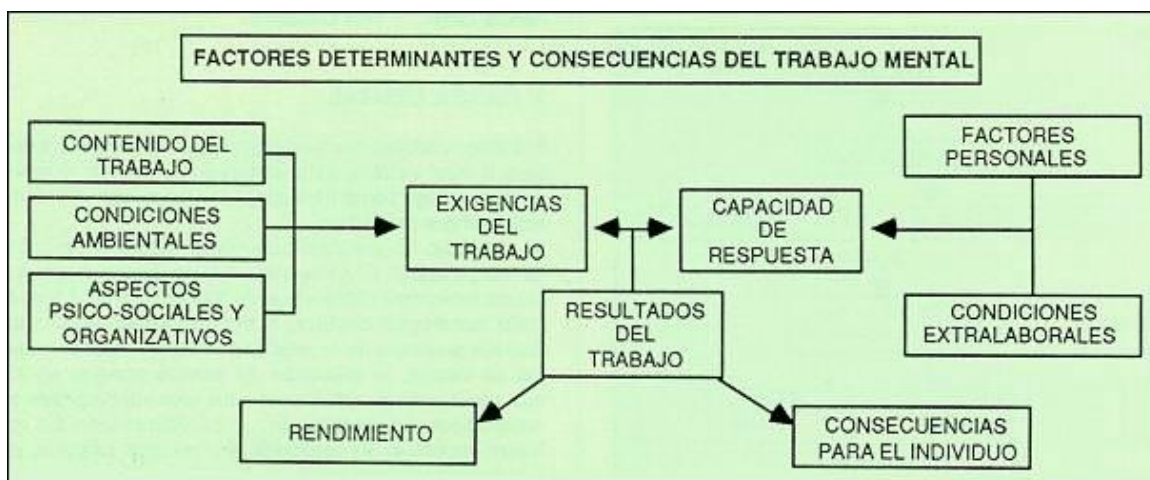 FACTORES DETERMINANTES Y CONSECUENCIAS DEL TRABAJO MENTAL
CONTENIDO DEL
TRABAJO
CONDICIONES
AMBIENTALES
ASPECTOS
PSICO-SOCIALES Y
ORGANIZATIVOS
EXIGENCIAS
DEL
TRABAJO
CAPACIDAD
DE
RESPUESTA
FACTORES
PERSONALES
CONDICIONES
EXTRALABORALES
RESULTADOS
DEL
TRABAJO
RENDIMIENTO
CONSECUENCIAS
PARA EL INDIVIDUO